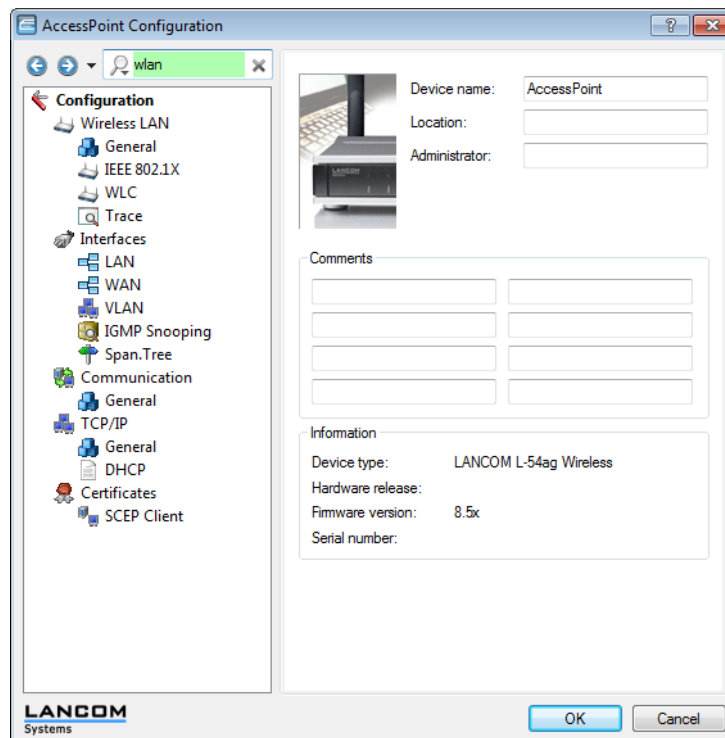 AccessPoint Configuration
wlan
Configuration
Wireless LAN
General
IEEE 802.1X
WLC
Trace
Interfaces
LAN
WAN
VLAN
IGMP Snooping
Span.Tree
Communication
General
TCP/IP
General
DHCP
Certificates
SCEP Client
LANCOM
Device name: AccessPoint
Location:
Administrator:
Comments
Information
Device type: LANCOM L-54ag Wireless
Hardware release:
Firmware version: 8.5x
Serial number:
LANCOM
Systems
OK Cancel